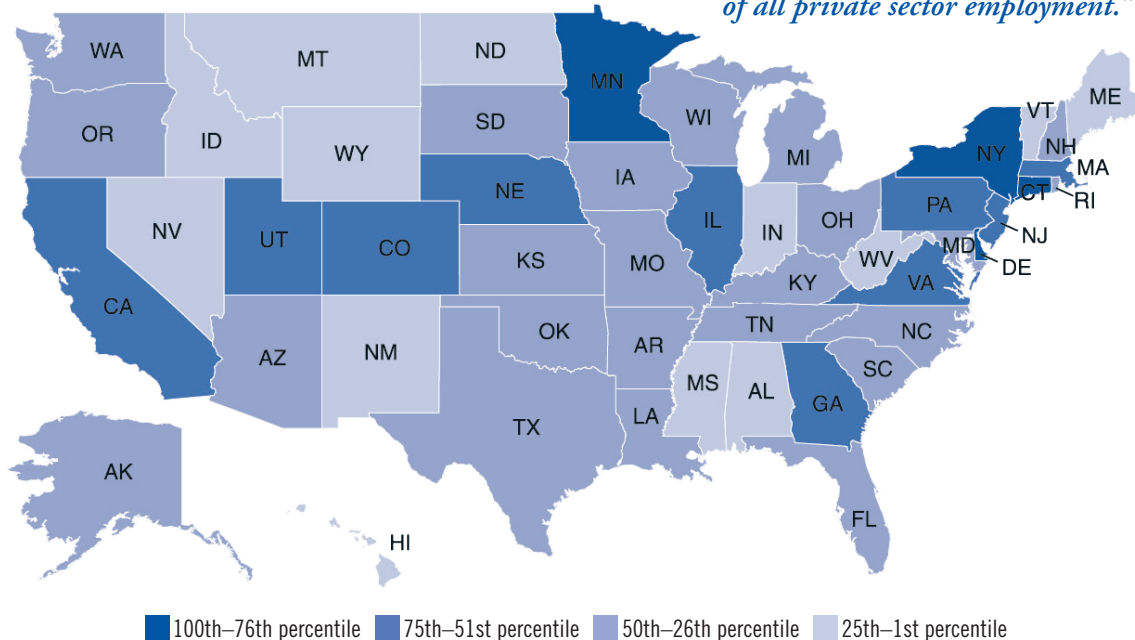 of all private sector employment."
WA
MT
ND
MN
VT
ME
OR
ID
SD
WI
NY
NH
WY
MI
MA
NE
IA
CT
RI
NV
UT
CO
IL
IN
OH
PA
NJ
KS
MO
WV
MD
DE
CA
KY
VA
AZ
NM
OK
AR
TN
NC
SC
MS
AL
GA
TX
LA
AK
FL
HI
100th–76th percentile 75th–51st percentile 50th–26th percentile 25th–1st percentile